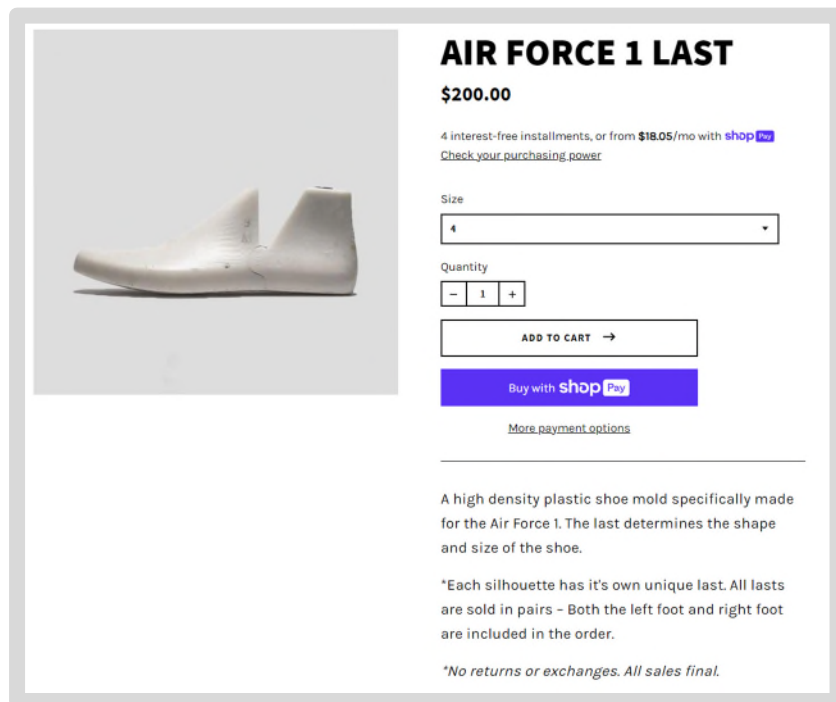 AIR FORCE 1 LAST
$200.00
4 interest-free installments, or from $18.05/mo with shop Pay
Check your purchasing power
Size
4
Quantity
− 1 +
ADD TO CART →
Buy with shop Pay
More payment options
A high density plastic shoe mold specifically made
for the Air Force 1. The last determines the shape
and size of the shoe.
*Each silhouette has it's own unique last. All lasts
are sold in pairs – Both the left foot and right foot
are included in the order.
*No returns or exchanges. All sales final.